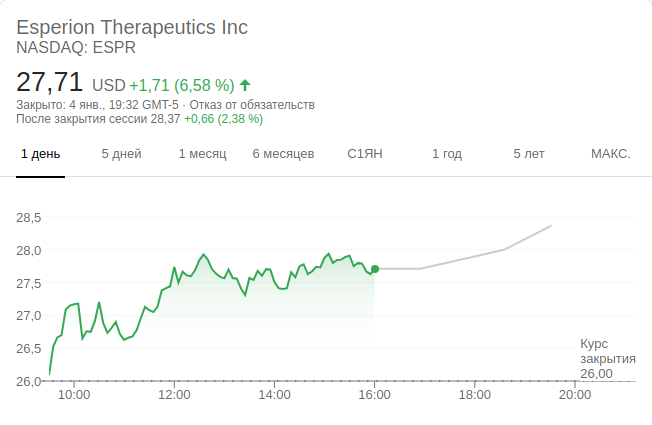 Esperion Therapeutics Inc
NASDAQ: ESPR
27,71 USD +1,71 (6,58 %)
Закрыто: 4 янв., 19:32 GMT-5 · Отказ от обязательств
После закрытия сессии 28,37 +0,66 (2,38 %)
1 день 5 дней 1 месяц 6 месяцев С1ЯН 1 год 5 лет МАКС.
28,5
28,0
27,5
27,0
26,5
26,0
Курс
закрытия
26,00
10:00 12:00 14:00 16:00 18:00 20:00